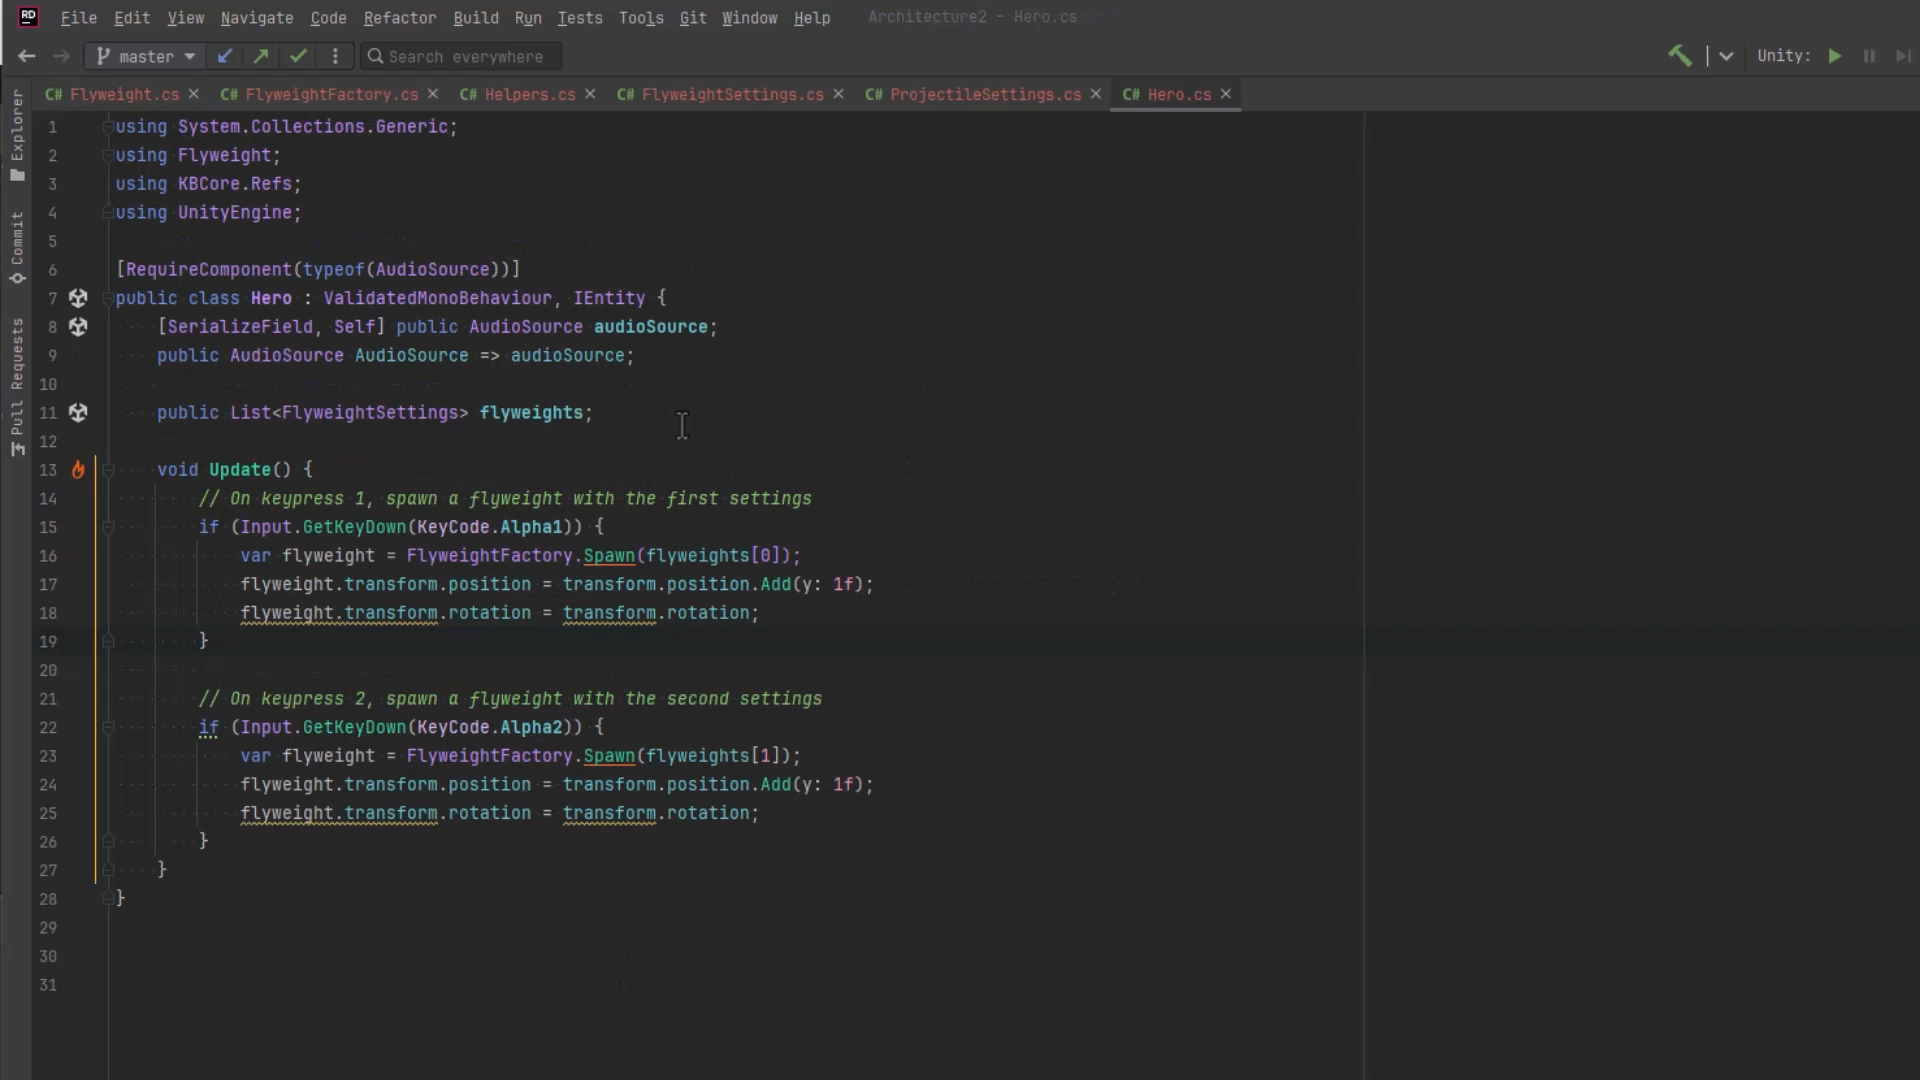 RD File Edit View Navigate Code Refactor Build Run Tests Tools Git Window Help Architecture2 - Hero.cs
master Search everywhere Unity:
C# Flyweight.cs C# FlyweightFactory.cs C# Helpers.cs C# FlyweightSettings.cs C# ProjectileSettings.cs C# Hero.cs
Explorer
Commit
Pull Requests
1 using System.Collections.Generic;
2 using Flyweight;
3 using KBCore.Refs;
4 using UnityEngine;
5
6 [RequireComponent(typeof(AudioSource))]
7 public class Hero : ValidatedMonoBehaviour, IEntity {
8 [SerializeField, Self] public AudioSource audioSource;
9 public AudioSource AudioSource => audioSource;
10
11 public List<FlyweightSettings> flyweights;
12
13 void Update() {
14 // On keypress 1, spawn a flyweight with the first settings
15 if (Input.GetKeyDown(KeyCode.Alpha1)) {
16 var flyweight = FlyweightFactory.Spawn(flyweights[0]);
17 flyweight.transform.position = transform.position.Add(y: 1f);
18 flyweight.transform.rotation = transform.rotation;
19 }
20
21 // On keypress 2, spawn a flyweight with the second settings
22 if (Input.GetKeyDown(KeyCode.Alpha2)) {
23 var flyweight = FlyweightFactory.Spawn(flyweights[1]);
24 flyweight.transform.position = transform.position.Add(y: 1f);
25 flyweight.transform.rotation = transform.rotation;
26 }
27 }
28 }
29
30
31